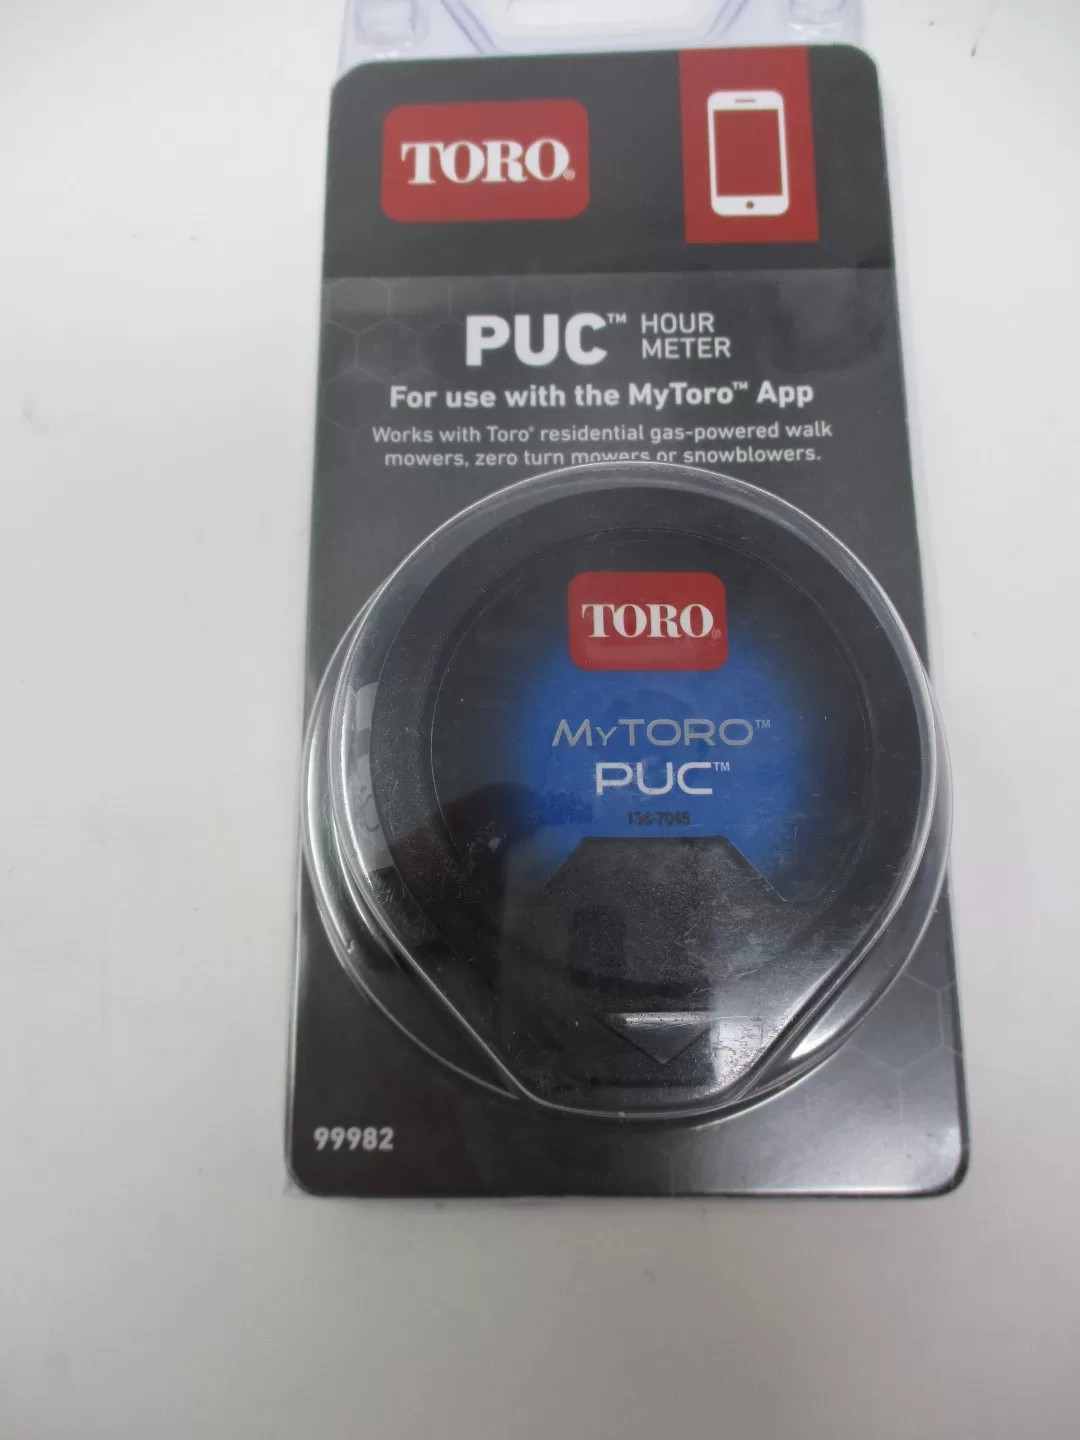 TORO®
PUC™ HOUR METER
For use with the MyToro™ App
Works with Toro® residential gas-powered walk
mowers, zero turn mowers or snowblowers.
TORO®
MyTORO™
PUC™
99982